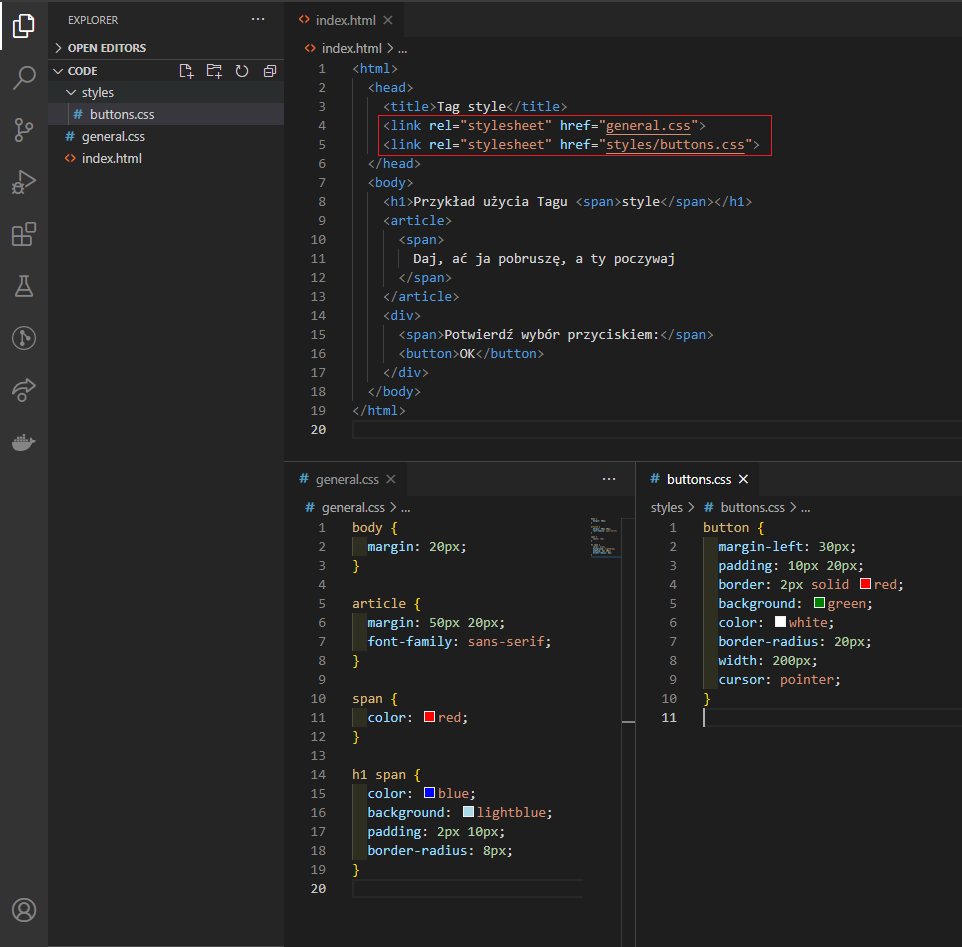 EXPLORER
OPEN EDITORS
CODE
styles
# buttons.css
# general.css
<> index.html
<> index.html
<> index.html > ...
1 <html>
2 <head>
3 <title>Tag style</title>
4 <link rel="stylesheet" href="general.css">
5 <link rel="stylesheet" href="styles/buttons.css">
6 </head>
7 <body>
8 <h1>Przykład użycia Tagu <span>style</span></h1>
9 <article>
10 <span>
11 Daj, ać ja pobruszę, a ty poczywaj
12 </span>
13 </article>
14 <div>
15 <span>Potwierdź wybór przyciskiem:</span>
16 <button>OK</button>
17 </div>
18 </body>
19 </html>
20
# general.css
# general.css > ...
1 body {
2 margin: 20px;
3 }
4
5 article {
6 margin: 50px 20px;
7 font-family: sans-serif;
8 }
9
10 span {
11 color: red;
12 }
13
14 h1 span {
15 color: blue;
16 background: lightblue;
17 padding: 2px 10px;
18 border-radius: 8px;
19 }
20
# buttons.css
styles > # buttons.css > ...
1 button {
2 margin-left: 30px;
3 padding: 10px 20px;
4 border: 2px solid red;
5 background: green;
6 color: white;
7 border-radius: 20px;
8 width: 200px;
9 cursor: pointer;
10 }
11